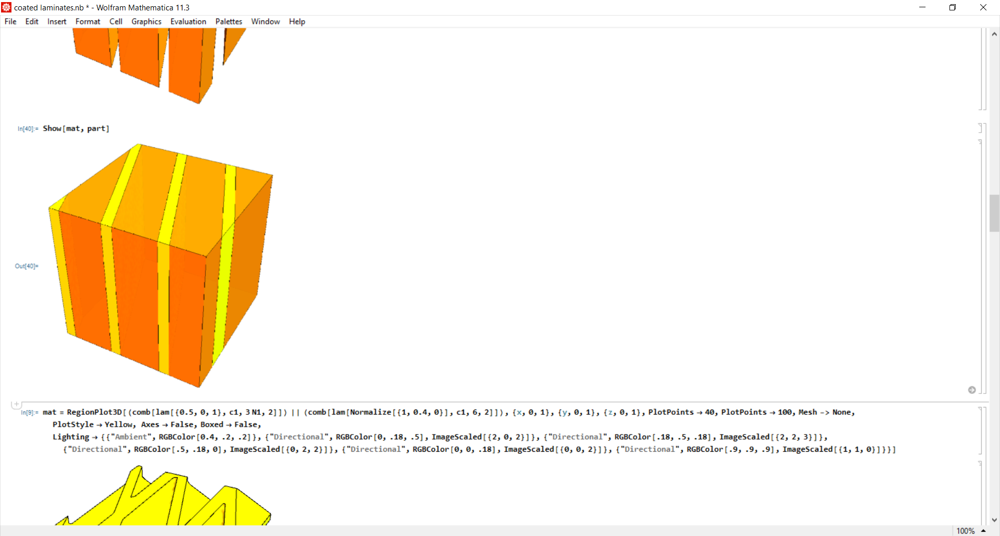 coated laminates.nb * - Wolfram Mathematica 11.3
File Edit Insert Format Cell Graphics Evaluation Palettes Window Help
In[40]:= Show[mat, part]
Out[40]=
In[9]:= mat = RegionPlot3D[(comb[lam[{0.5, 0, 1}, c1, 3 N1, 2]]) || (comb[lam[Normalize[{1, 0.4, 0}], c1, 6, 2]]), {x, 0, 1}, {y, 0, 1}, {z, 0, 1}, PlotPoints → 40, PlotPoints → 100, Mesh -> None,
PlotStyle → Yellow, Axes → False, Boxed → False,
Lighting → {{"Ambient", RGBColor[0.4, .2, .2]}, {"Directional", RGBColor[0, .18, .5], ImageScaled[{2, 0, 2}]}, {"Directional", RGBColor[.18, .5, .18], ImageScaled[{2, 2, 3}]},
{"Directional", RGBColor[.5, .18, 0], ImageScaled[{0, 2, 2}]}, {"Directional", RGBColor[0, 0, .18], ImageScaled[{0, 0, 2}]}, {"Directional", RGBColor[.9, .9, .9], ImageScaled[{1, 1, 0}]}}]
100%